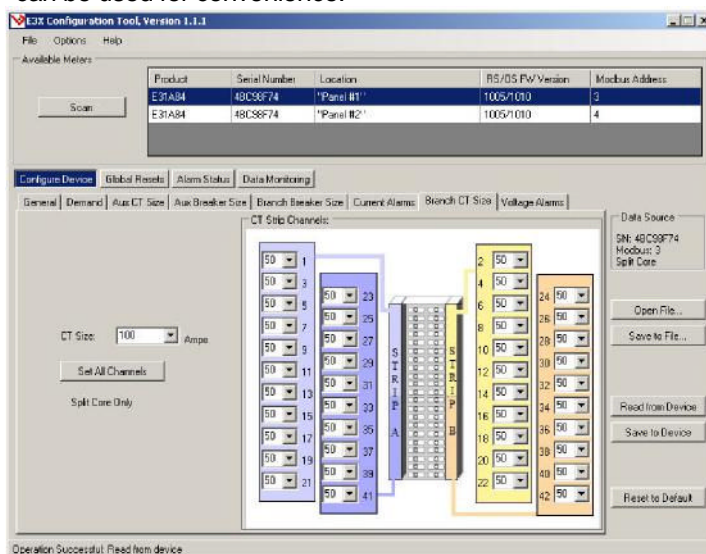 can be used for convenience.
E3X Configuration Tool, Version 1.1.1
File Options Help
Available Meters
Product Serial Number Location RS/DS FW Version Modbus Address
Scan
E31A84 4BC98F74 "Panel #1" 1005/1010 3
E31A84 4BC98F74 "Panel #2" 1005/1010 4
Configure Device Global Resets Alarm Status Data Monitoring
General Demand Aux CT Size Aux Breaker Size Branch Breaker Size Current Alarms Branch CT Size Voltage Alarms
CT Strip Channels:
Data Source
SN: 4BC98F74
Modbus: 3
Split Core
50 1
50 3
50 5
50 7
50 9
50 11
50 13
50 15
50 17
50 19
50 21
50 23
50 25
50 27
50 29
50 31
50 33
50 35
50 37
50 39
50 41
STRIP A
STRIP B
2 50
4 50
6 50
8 50
10 50
12 50
14 50
16 50
18 50
20 50
22 50
24 50
26 50
28 50
30 50
32 50
34 50
36 50
38 50
40 50
42 50
CT Size: 100 Amps
Set All Channels
Split Core Only
Open File...
Save to File...
Read from Device
Save to Device
Reset to Default
Operation Successful: Read from device